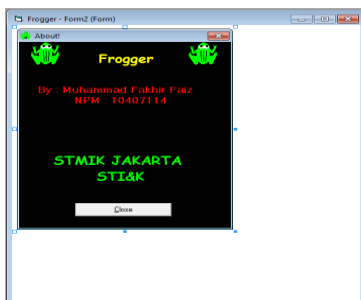 Frogger - Form2 (Form)
About!
Frogger
By : Muhammad Fakhir Faiz
NPM : 10407114
STMIK JAKARTA
STI&K
Close